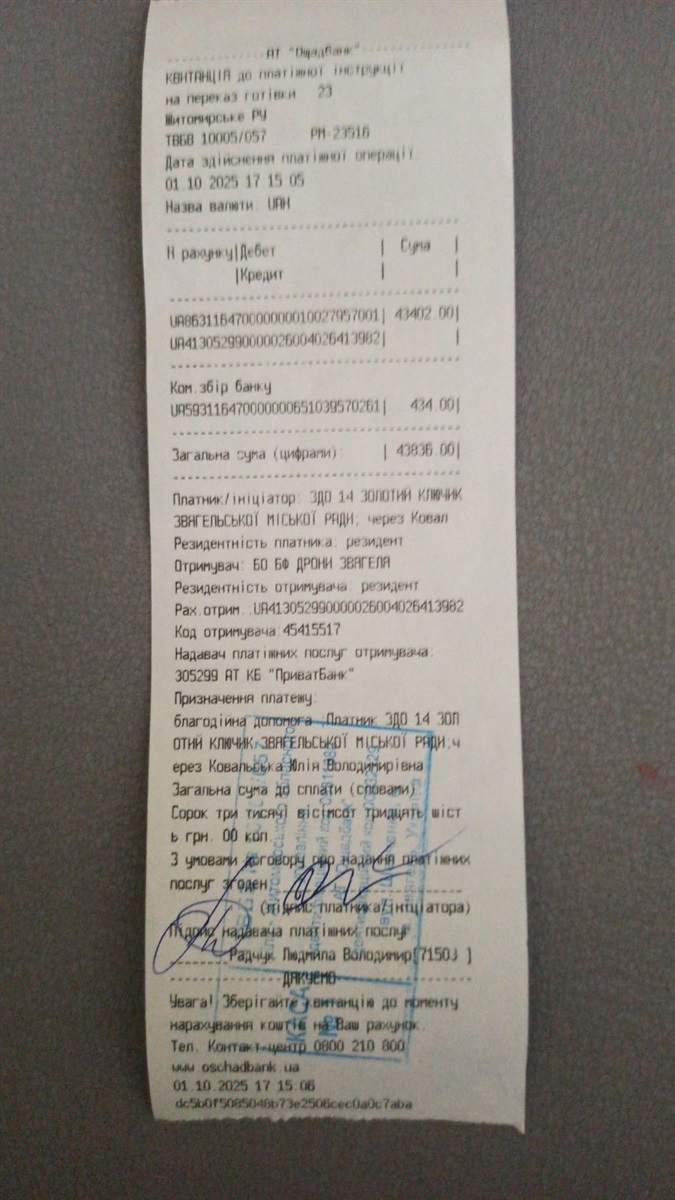 АТ "Ощадбанк"
КВИТАНЦІЯ до платіжної інструкції
на переказ готівки 23
Житомирське РУ
ТВБВ 10005/057 РМ-23516
Дата здійснення платіжної операції
01.10.2025 17 15 05
Назва валюти: UAH
N рахунку|Дебет | Сума |
|Кредит | |
UA863116470000000010027957001| 43402.00|
UA413052990000026004026413982| |
Ком.збір банку
UA593116470000000651039570261| 434.00|
Загальна сума (цифрами): | 43836.00|
Платник/ініціатор: ЗДО 14 ЗОЛОТИЙ КЛЮЧИК
ЗВЯГЕЛЬСЬКОЇ МІСЬКОЇ РАДИ; через Ковал
Резидентність платника: резидент
Отримувач: БО БФ ДРОНИ ЗВЯГЕЛЯ
Резидентність отримувача: резидент
Рах.отрим.:UA413052990000026004026413982
Код отримувача:45415517
Надавач платіжних послуг отримувача:
305299 АТ КБ "ПриватБанк"
Призначення платежу:
благодійна допомога ;Платник ЗДО 14 ЗОЛ
ОТИЙ КЛЮЧИК ЗВЯГЕЛЬСЬКОЇ МІСЬКОЇ РАДИ;ч
ерез Ковальська Юлія Володимирівна
Загальна сума до сплати (словами)
Сорок три тисячі вісімсот тридцять шіст
ь грн. 00 коп.
З умовами договору про надання платіжних
послуг згоден
(підпис платника/ініціатора)
Підпис надавача платіжних послуг
Радчук Людмила Володимир[71503 ]
ДЯКУЄМО
КАСА №
Увага! Зберігайте квитанцію до моменту
нарахування коштів на Ваш рахунок.
Тел. Контакт-центр 0800 210 800
www.oschadbank.ua
01.10.2025 17 15 06
dc5b0f5085048b73e2506cec0a0c7aba